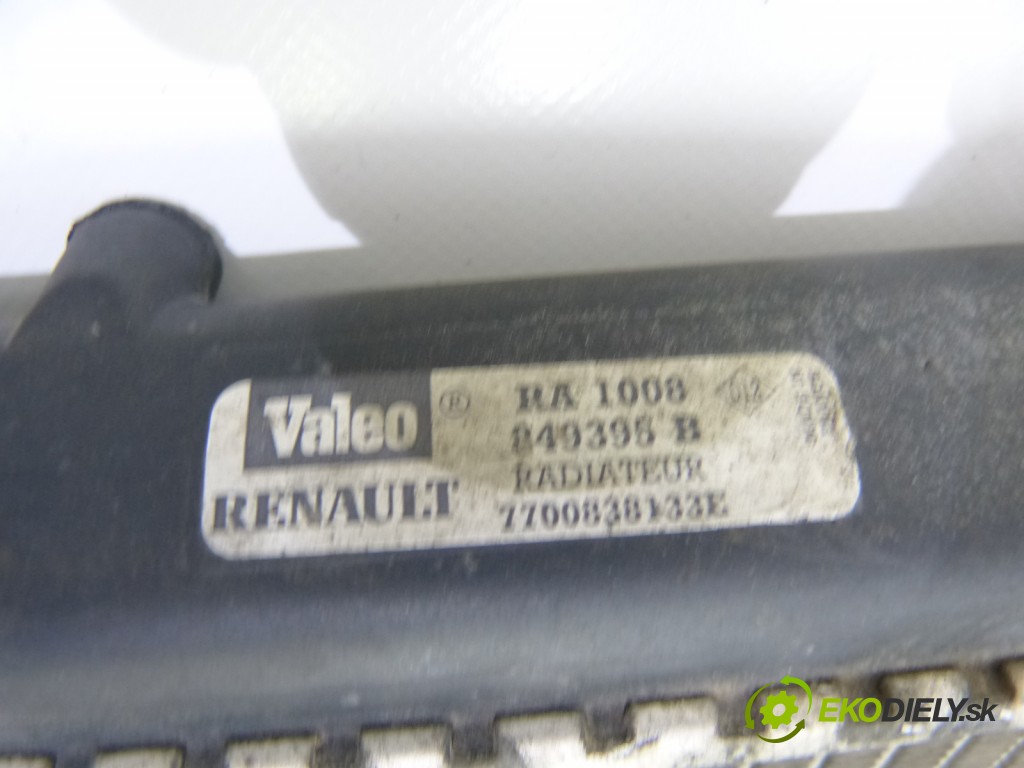 Valeo ® RA 1008
849395 B
RADIATEUR
RENAULT 7700838133E
EKODIELY.sk